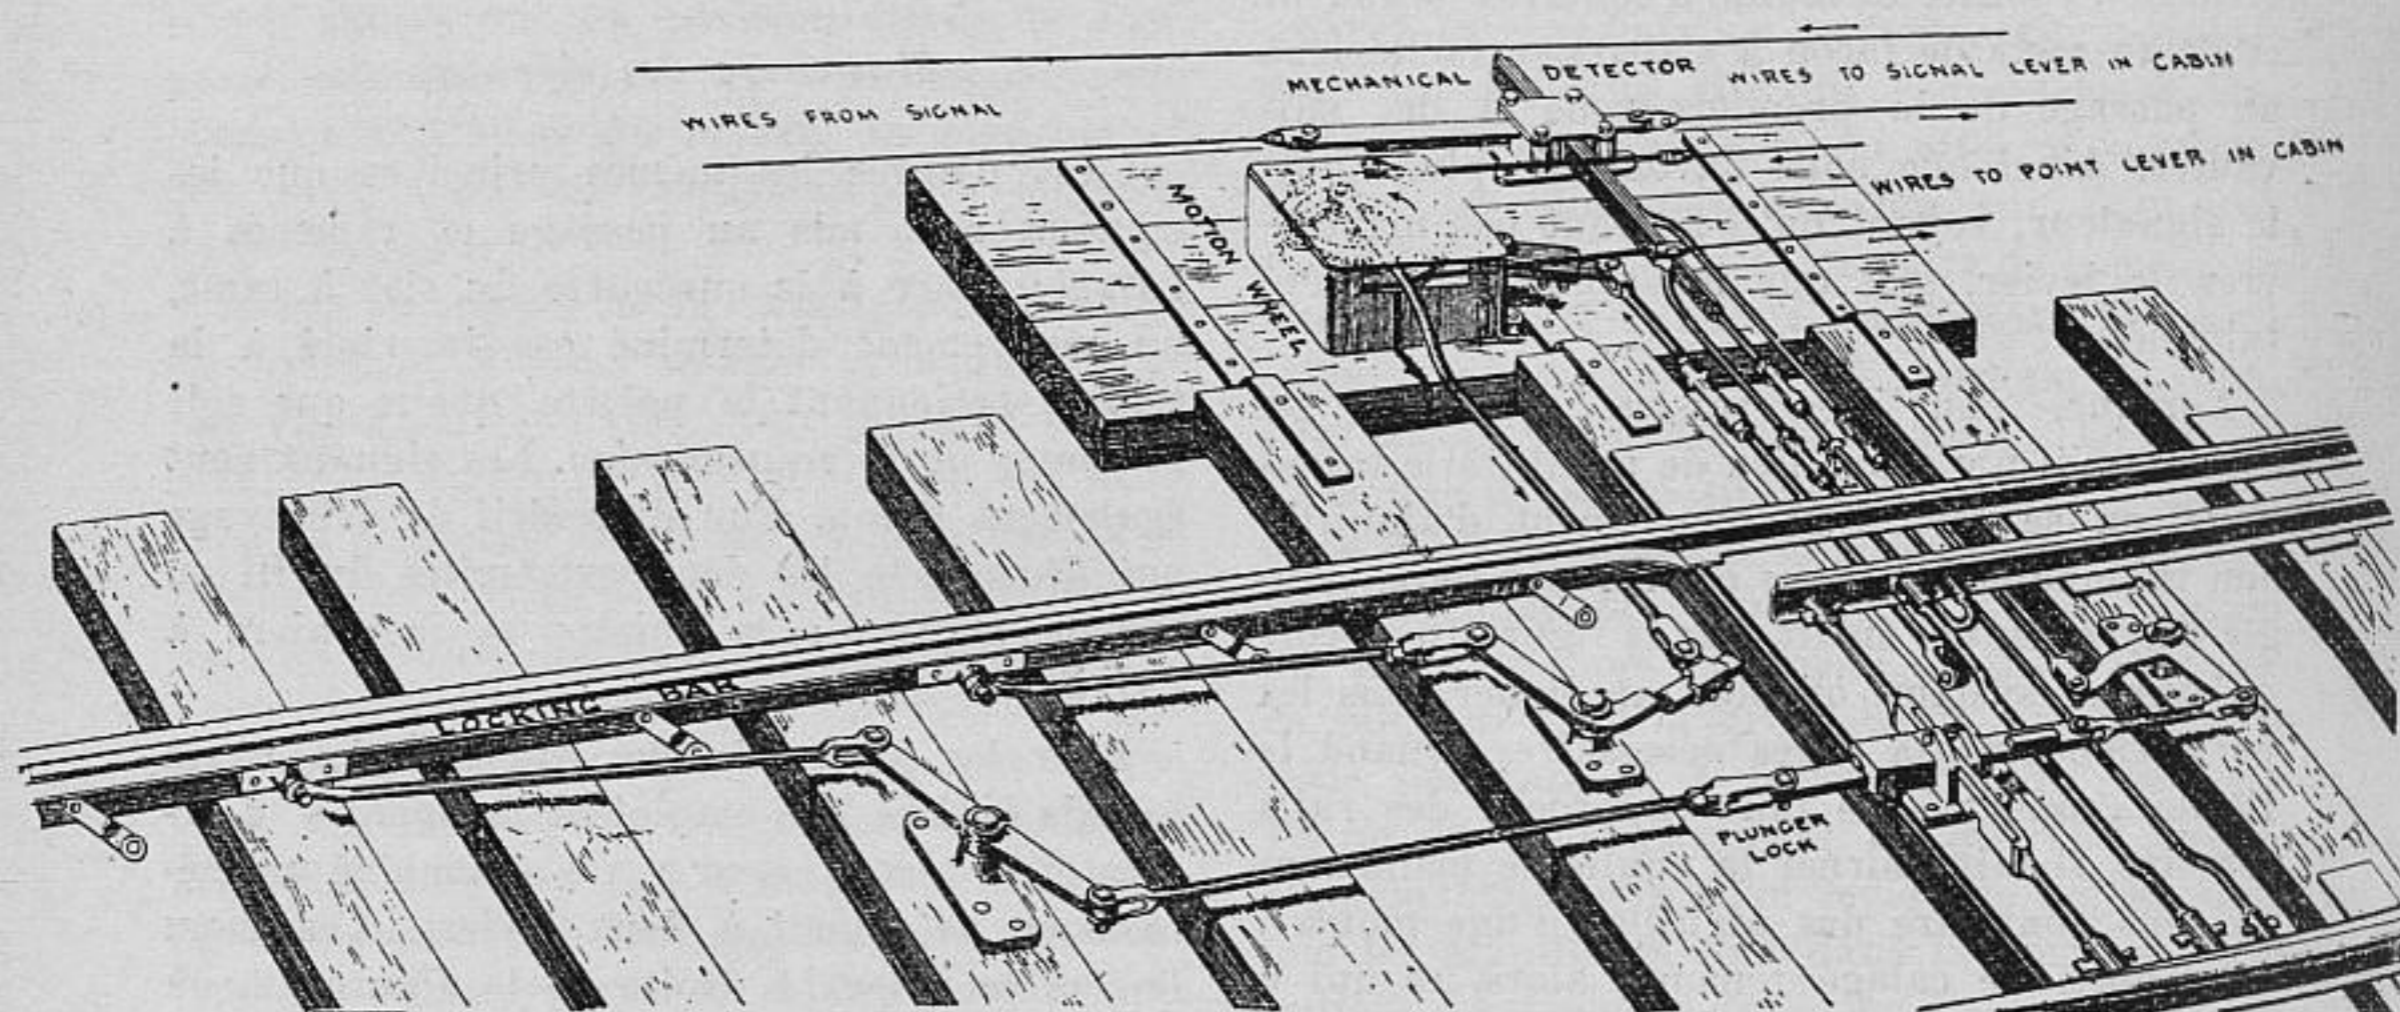 MECHANICAL DETECTOR
WIRES TO SIGNAL LEVER IN CABIN
WIRES FROM SIGNAL
WIRES TO POINT LEVER IN CABIN
MOTION WHEEL
LOCKING BAR
PLUNGER
LOCK